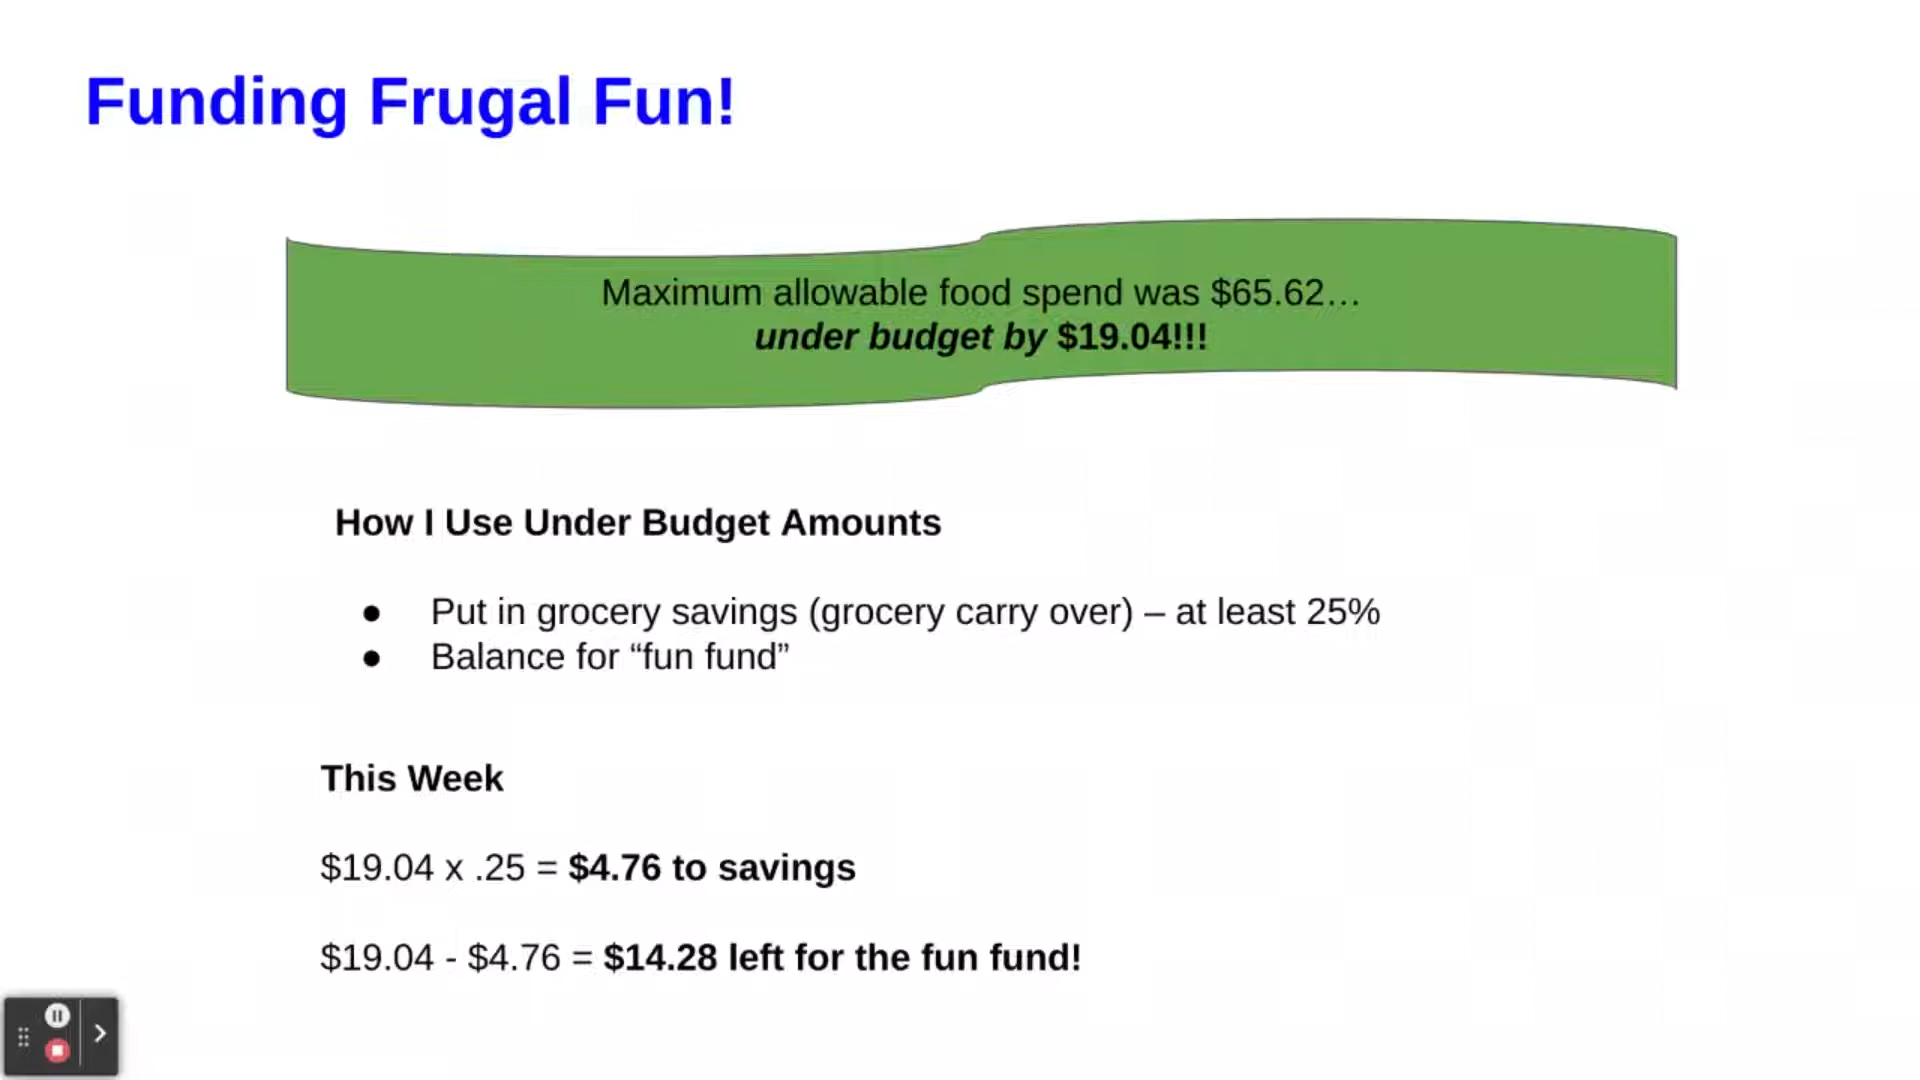 Funding Frugal Fun!
Maximum allowable food spend was $65.62…
under budget by $19.04!!!
How I Use Under Budget Amounts
● Put in grocery savings (grocery carry over) – at least 25%
● Balance for “fun fund”
This Week
$19.04 x .25 = $4.76 to savings
$19.04 - $4.76 = $14.28 left for the fun fund!